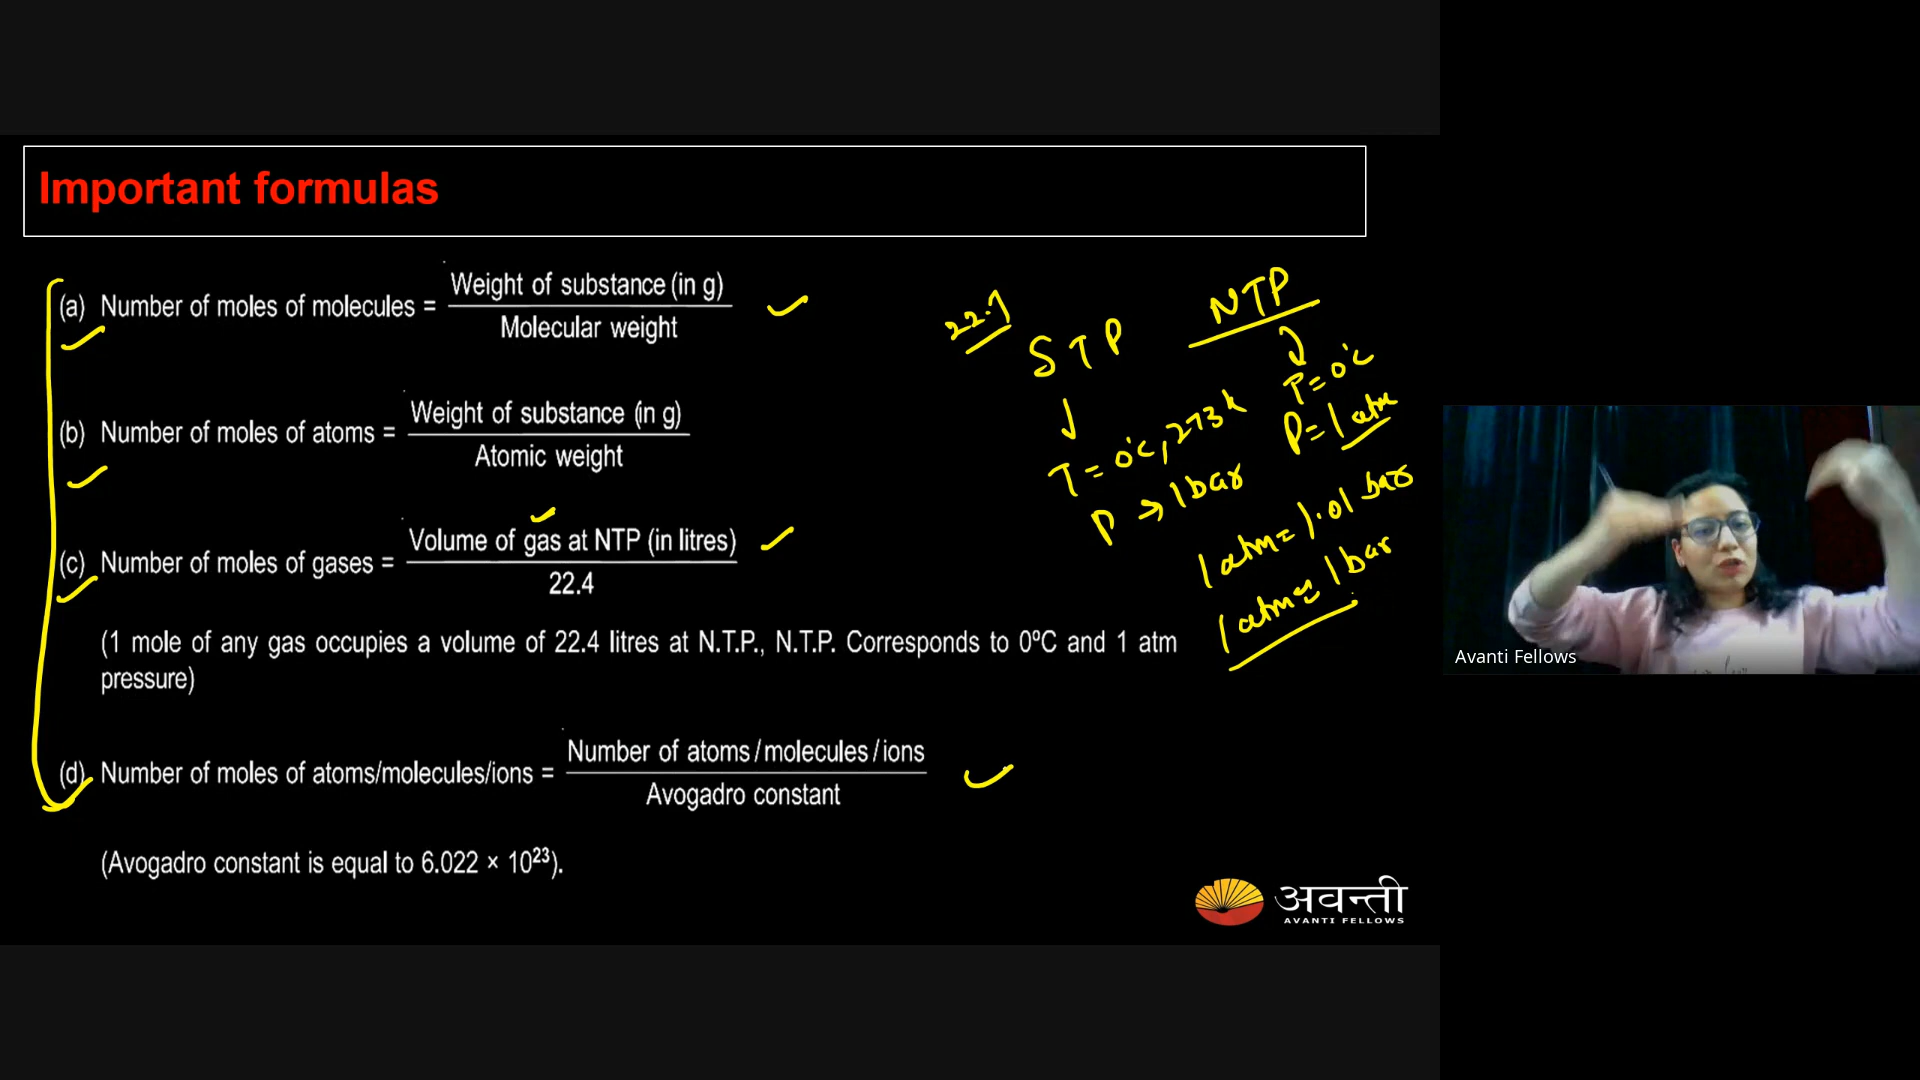 Important formulas
(a) Number of moles of molecules = Weight of substance (in g) / Molecular weight
(b) Number of moles of atoms = Weight of substance (in g) / Atomic weight
(c) Number of moles of gases = Volume of gas at NTP (in litres) / 22.4
(1 mole of any gas occupies a volume of 22.4 litres at N.T.P., N.T.P. Corresponds to 0ºC and 1 atm
pressure)
(d) Number of moles of atoms/molecules/ions = Number of atoms/molecules/ions / Avogadro constant
(Avogadro constant is equal to 6.022 × 10²³).
22.7
STP
T = 0°C, 273K
P → 1 bar
NTP
T = 0°C
P = 1 atm
1 atm = 1.01 bar
1 atm ≈ 1 bar
अवन्ती
AVANTI FELLOWS
Avanti Fellows